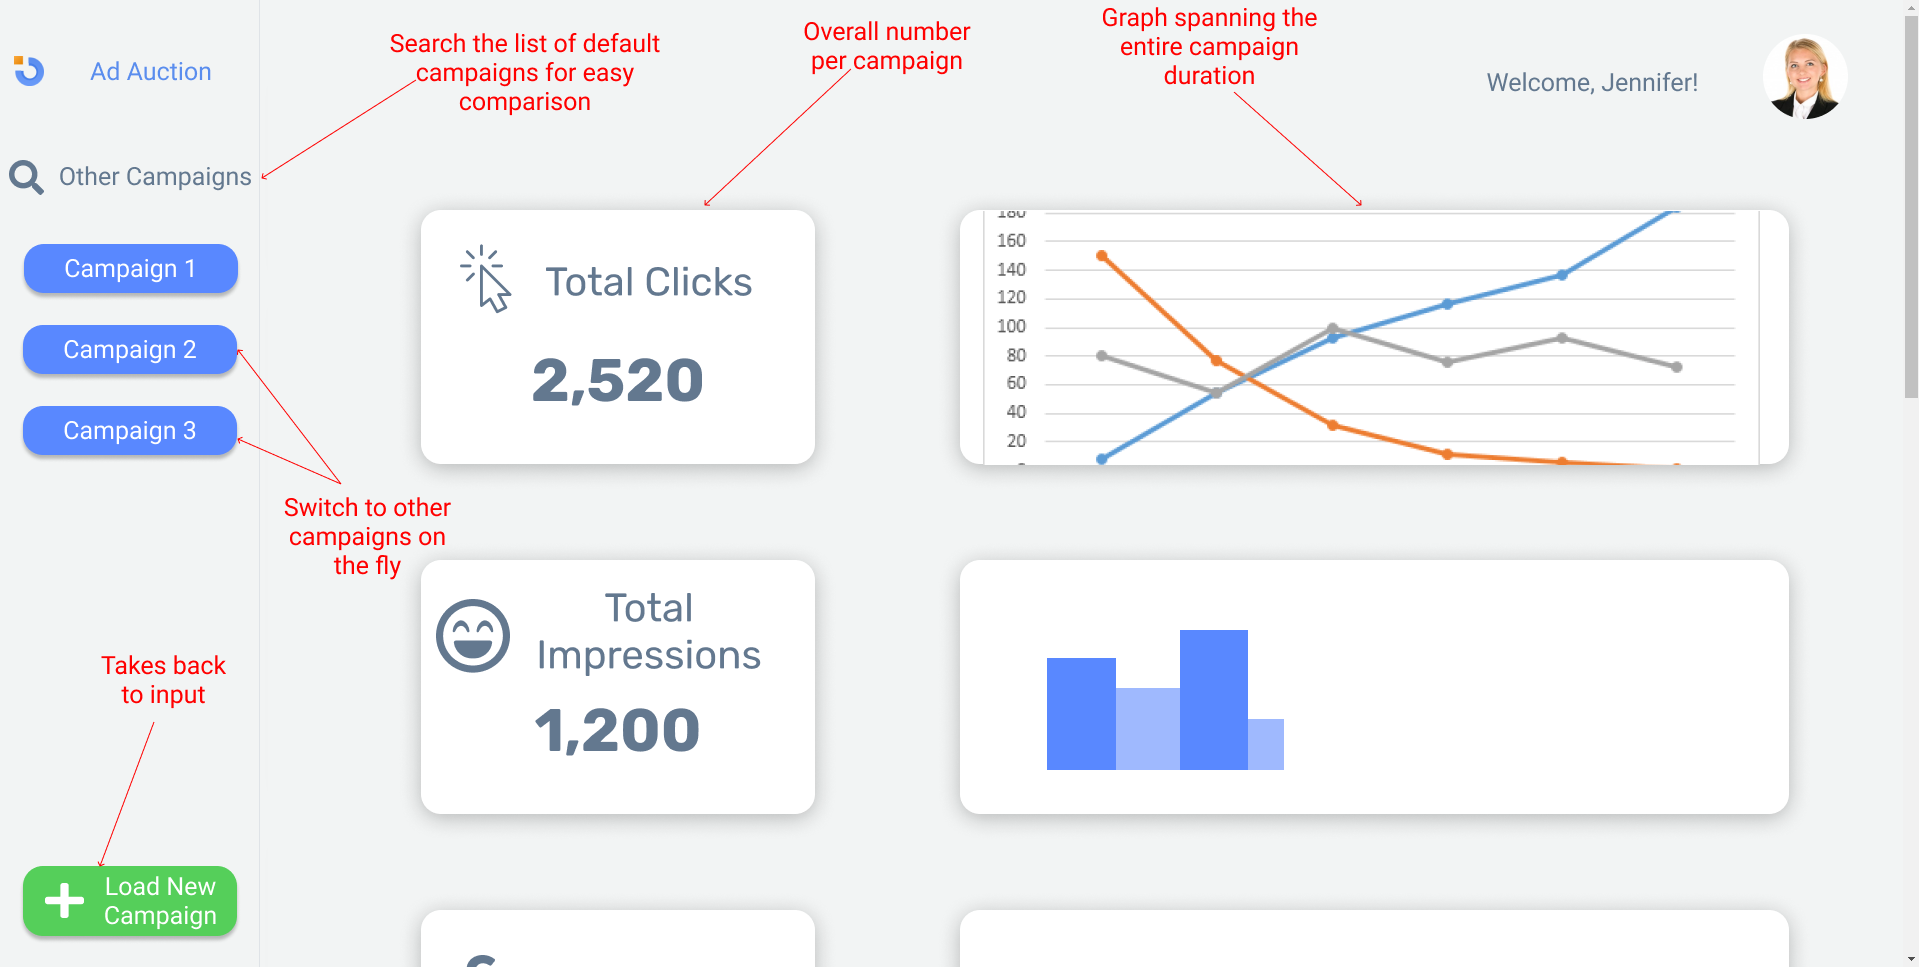 Ad Auction
Other Campaigns
Campaign 1
Campaign 2
Campaign 3
Load New
Campaign
Search the list of default
campaigns for easy
comparison
Overall number
per campaign
Graph spanning the
entire campaign
duration
Welcome, Jennifer!
Switch to other
campaigns on
the fly
Takes back
to input
Total Clicks
2,520
180
160
140
120
100
80
60
40
20
Total
Impressions
1,200